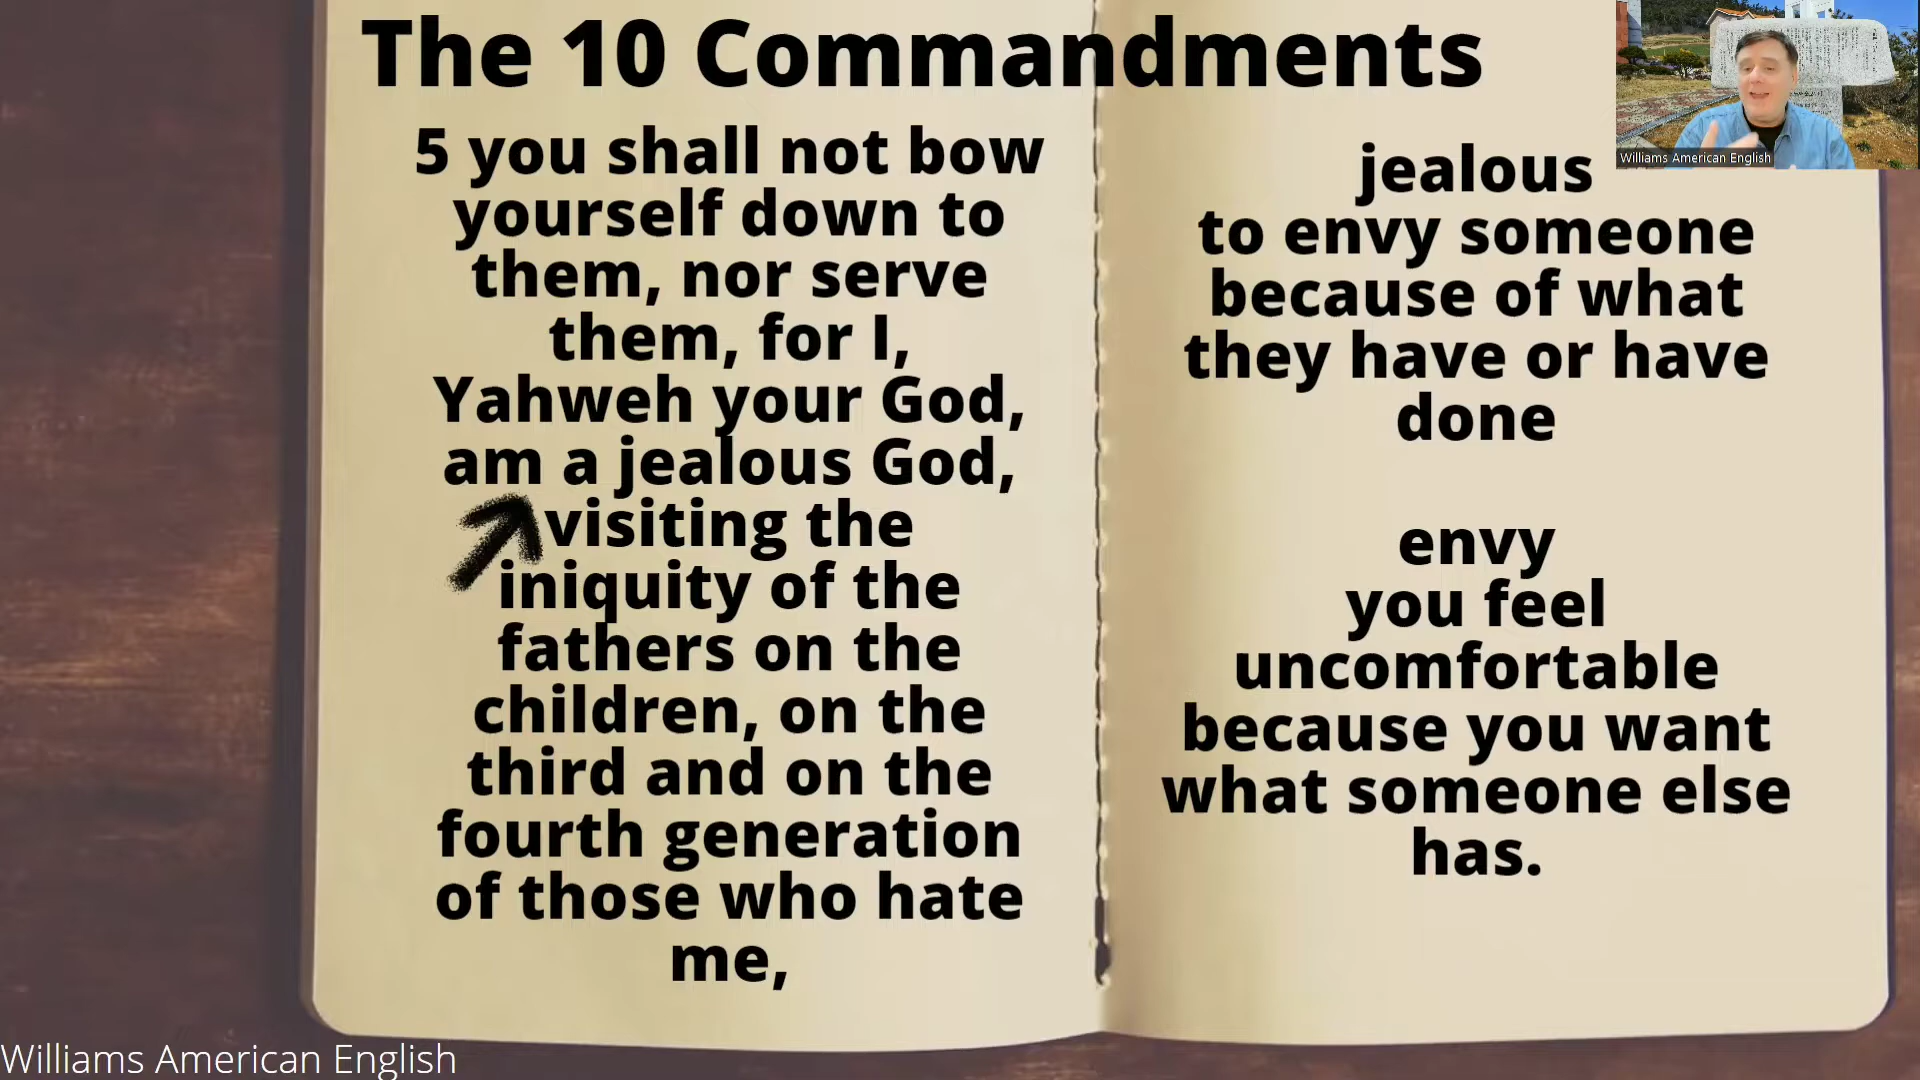 The 10 Commandments
5 you shall not bow
yourself down to
them, nor serve
them, for I,
Yahweh your God,
am a jealous God,
visiting the
iniquity of the
fathers on the
children, on the
third and on the
fourth generation
of those who hate
me,
jealous
to envy someone
because of what
they have or have
done
envy
you feel
uncomfortable
because you want
what someone else
has.
Williams American English
Williams American English